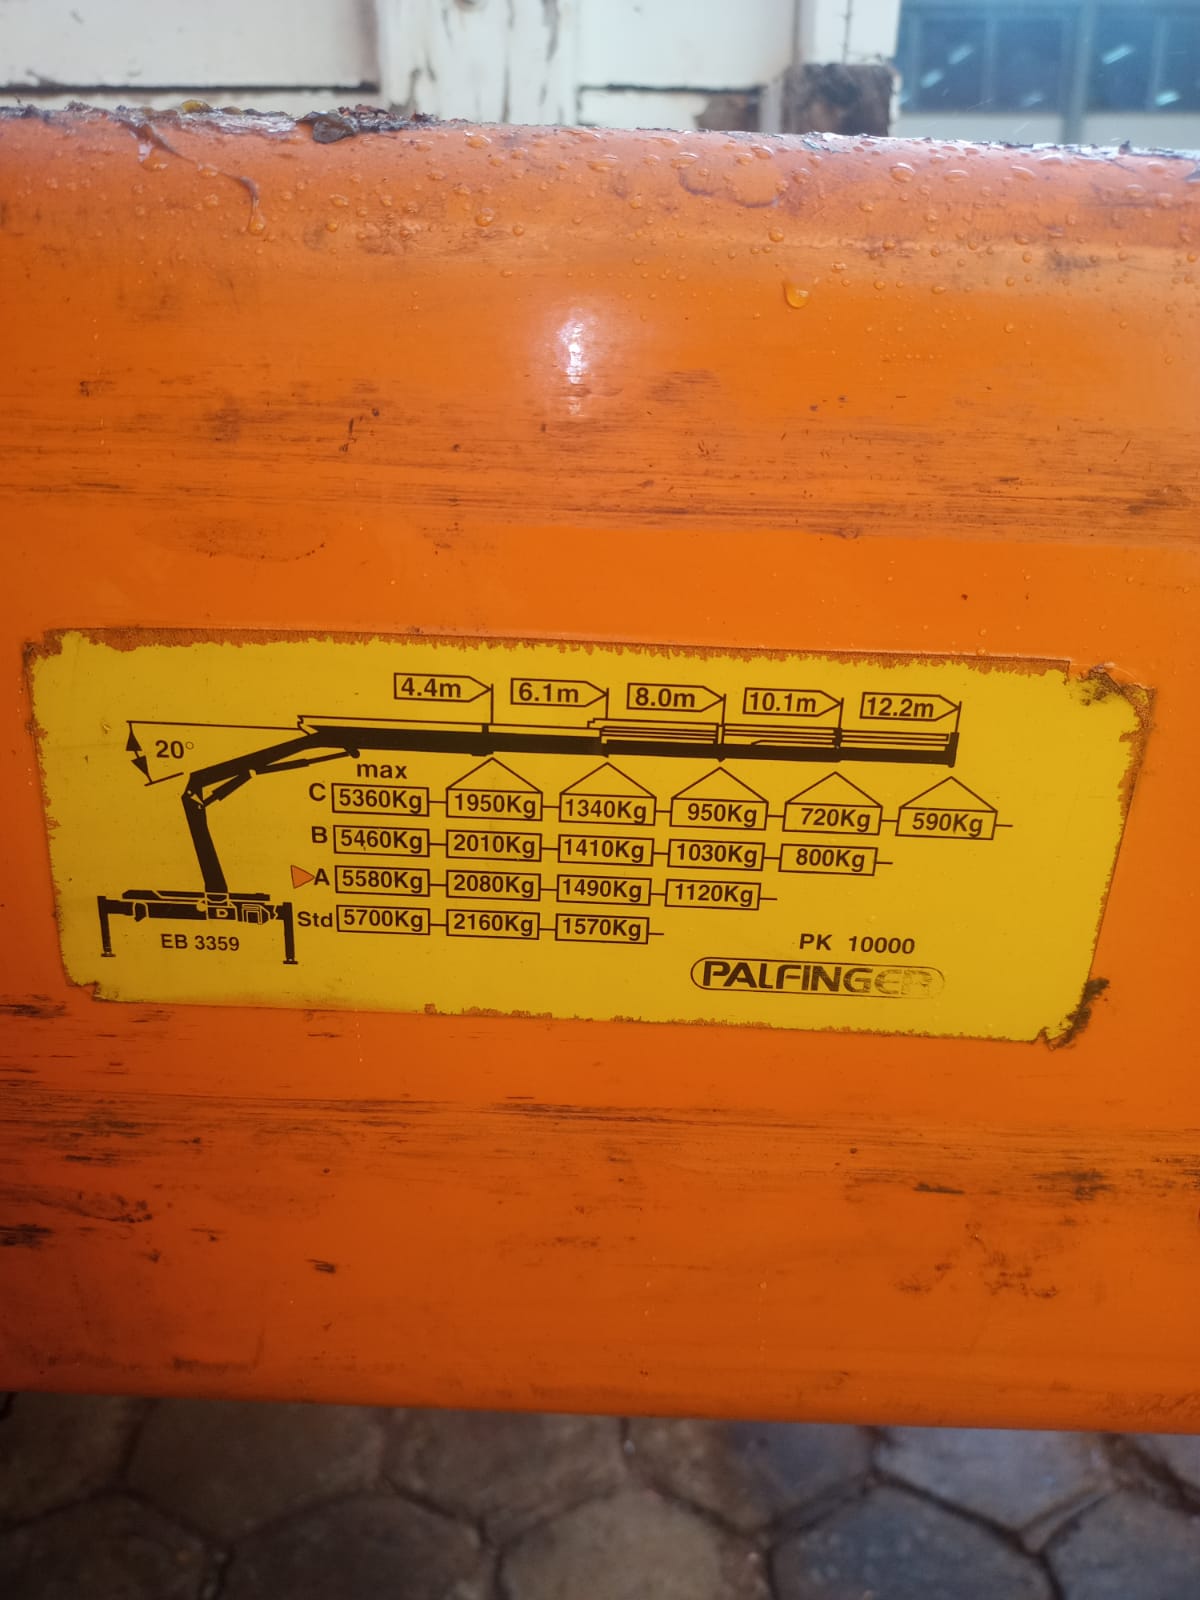 4.4m 6.1m 8.0m 10.1m 12.2m
20°
max
C 5360Kg 1950Kg 1340Kg 950Kg 720Kg 590Kg
B 5460Kg 2010Kg 1410Kg 1030Kg 800Kg
A 5580Kg 2080Kg 1490Kg 1120Kg
Std 5700Kg 2160Kg 1570Kg
D
EB 3359
PK 10000
PALFINGER